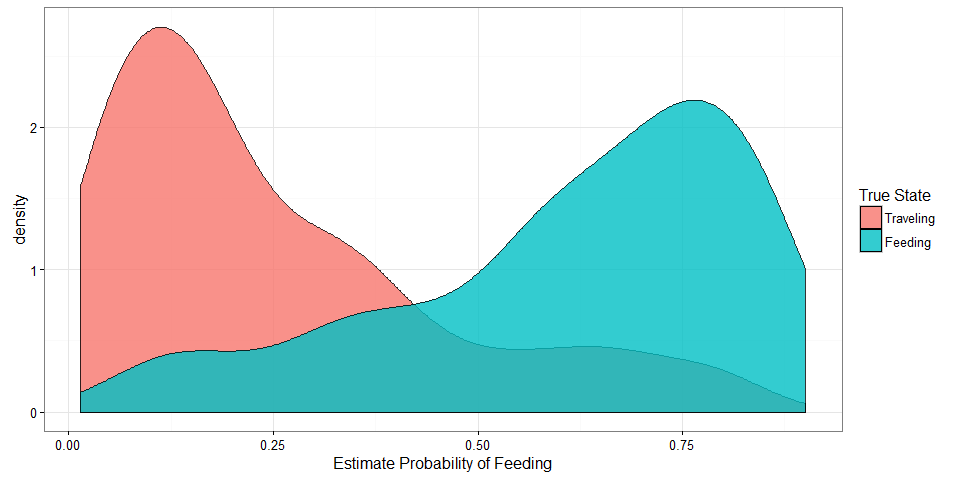 density
2
1
0
0.00 0.25 0.50 0.75
Estimate Probability of Feeding
True State
Traveling
Feeding